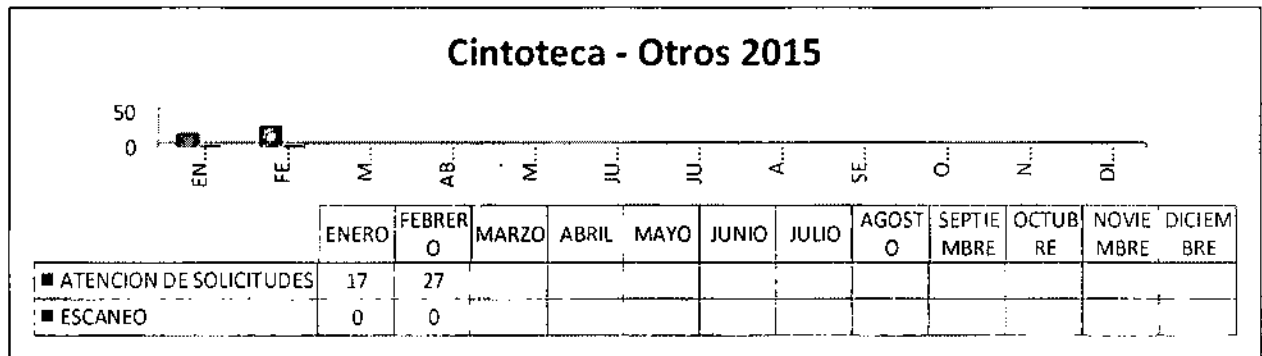 Cintoteca - Otros 2015
50
0
EN...
FE...
M...
AB...
M...
JU...
JU...
A...
SE...
O...
N...
DI...
ENERO FEBRER O MARZO ABRIL MAYO JUNIO JULIO AGOST O SEPTIE MBRE OCTUB RE NOVIE MBRE DICIEM BRE
ATENCION DE SOLICITUDES 17 27
ESCANEO 0 0